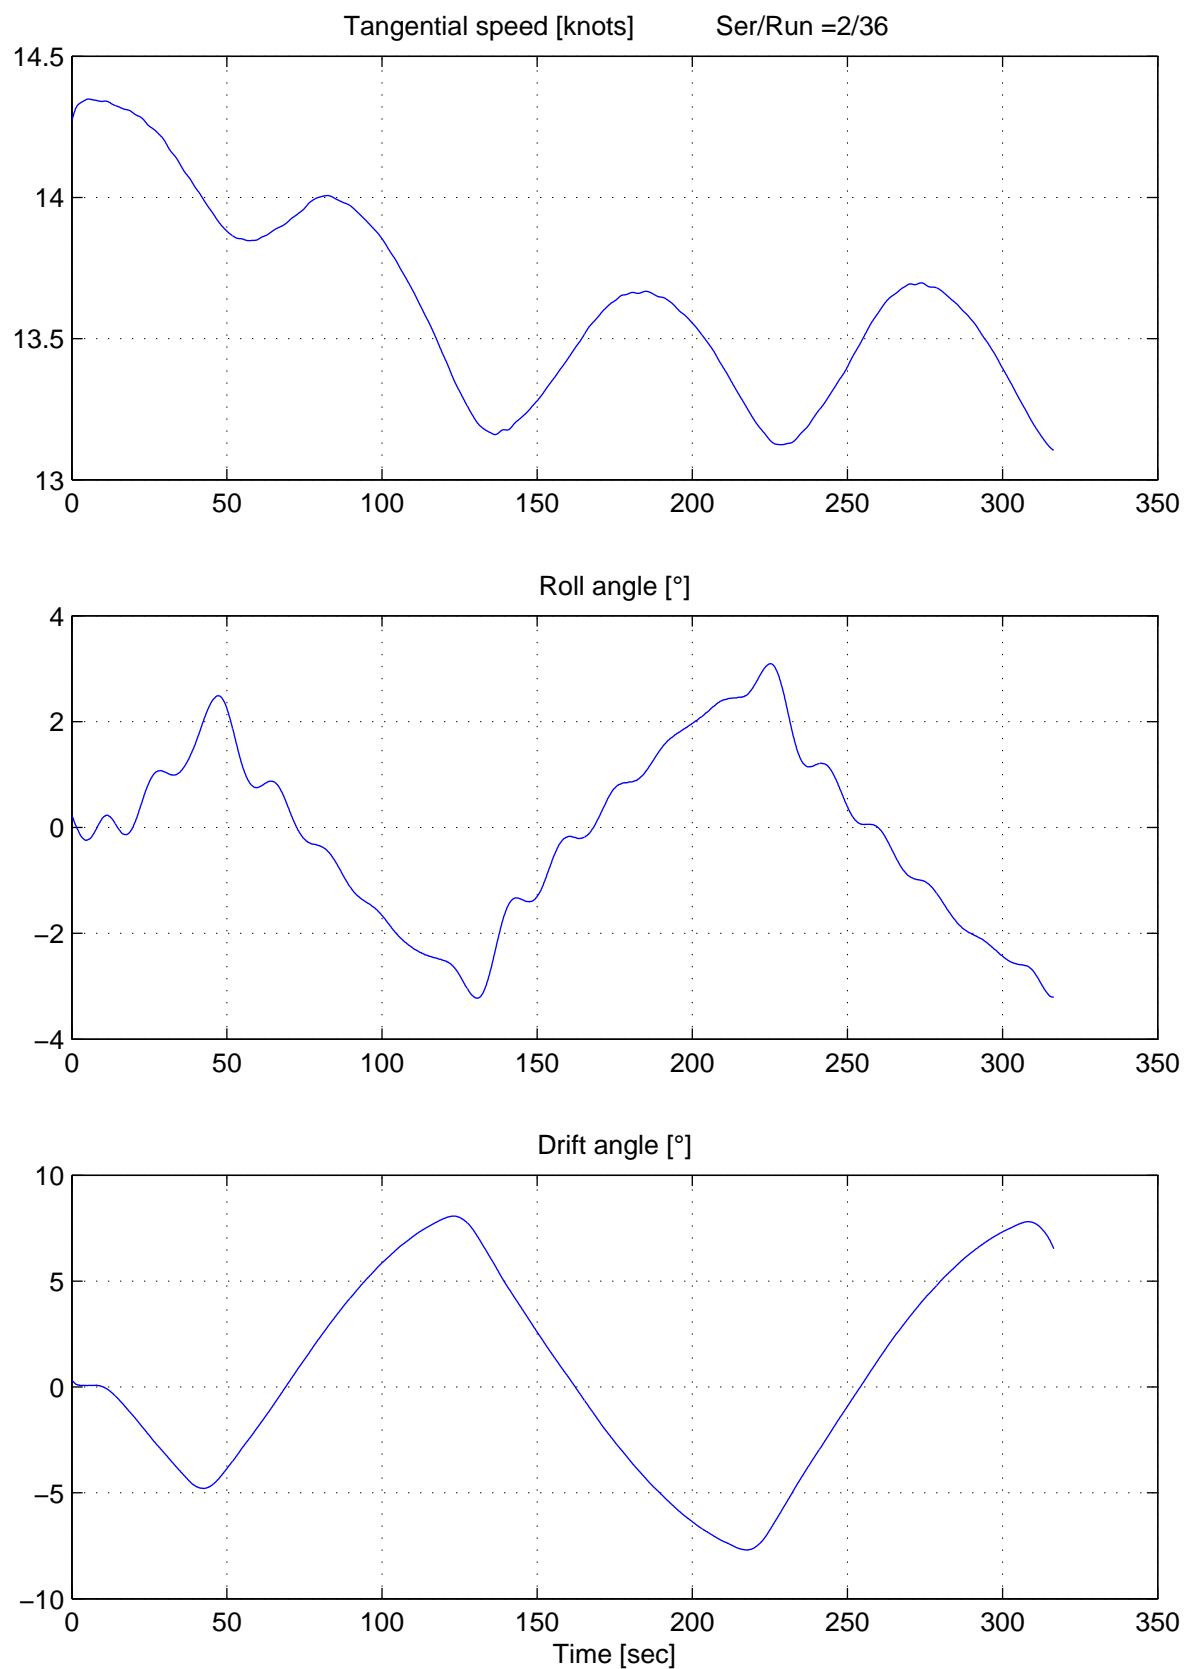 Tangential speed [knots] Ser/Run =2/36
14.5
14
13.5
13
0 50 100 150 200 250 300 350
Roll angle [°]
4
2
0
−2
−4
0 50 100 150 200 250 300 350
Drift angle [°]
10
5
0
−5
−10
0 50 100 150 200 250 300 350
Time [sec]